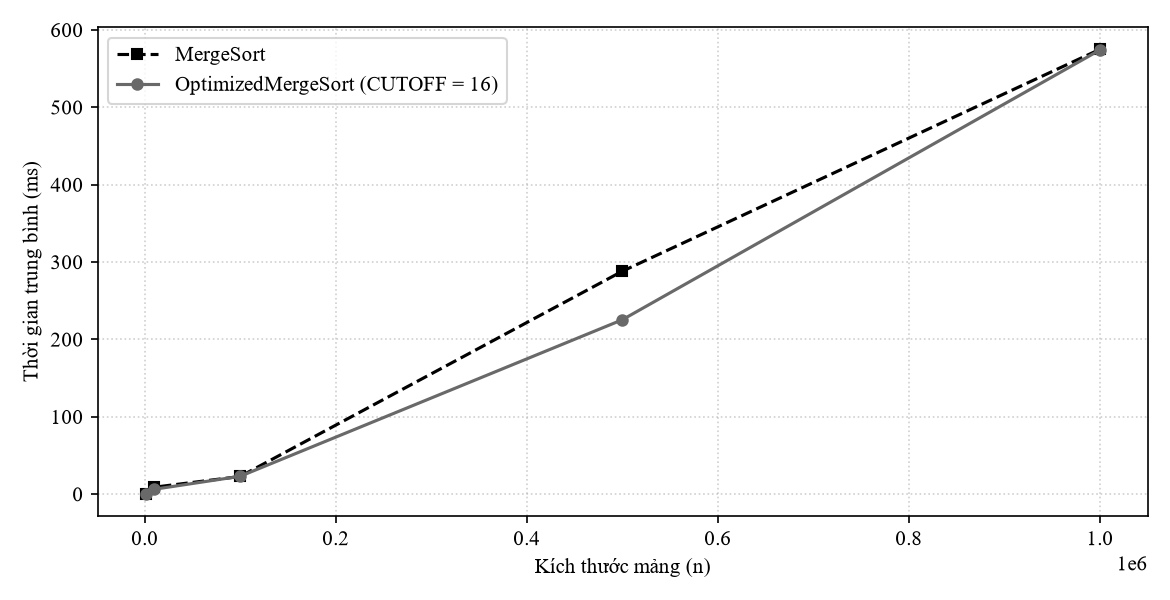 600
500
400
300
200
100
0
Thời gian trung bình (ms)
MergeSort
OptimizedMergeSort (CUTOFF = 16)
0.0 0.2 0.4 0.6 0.8 1.0
1e6
Kích thước mảng (n)